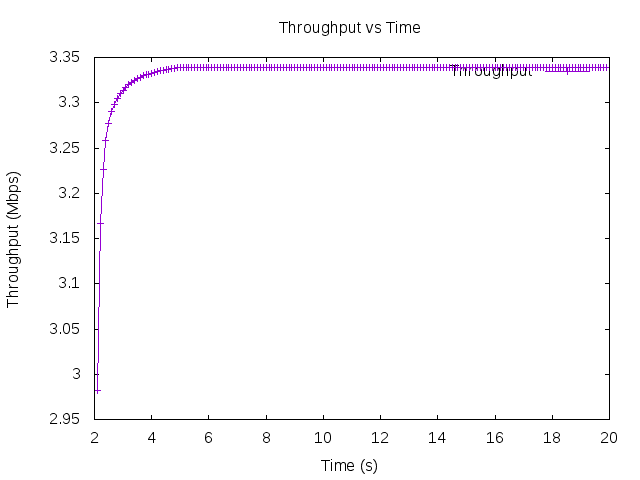 Throughput vs Time
3.35
3.3
3.25
3.2
3.15
3.1
3.05
3
2.95
Throughput (Mbps)
Throughput
2 4 6 8 10 12 14 16 18 20
Time (s)